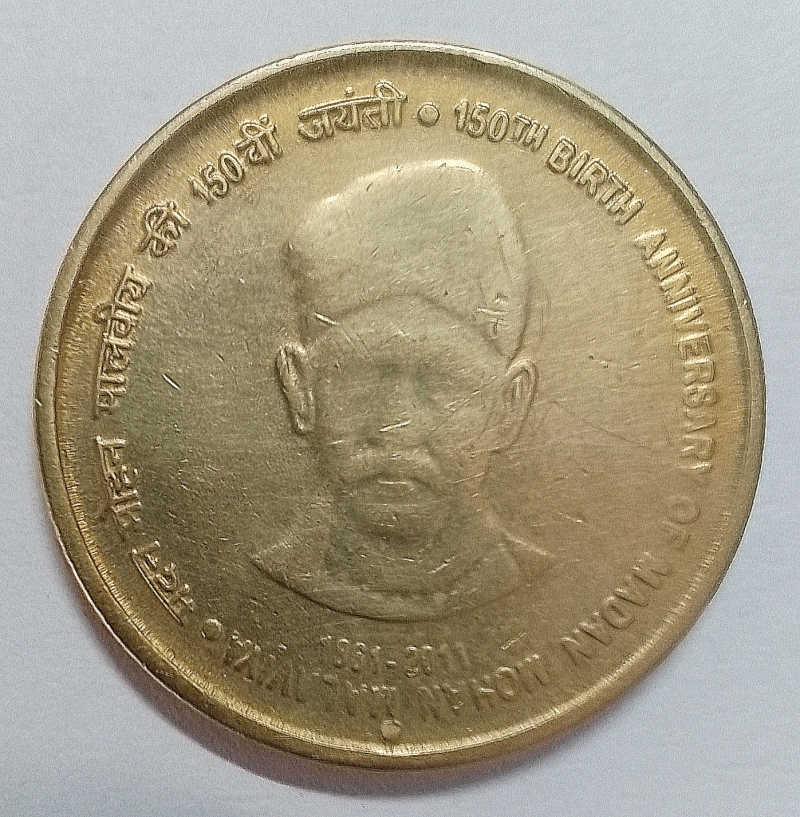 मदन मोहन मालवीय की 150वीं जयंती
150TH BIRTH ANNIVERSARY OF MADAN MOHAN MALAVIYA
1861-2011